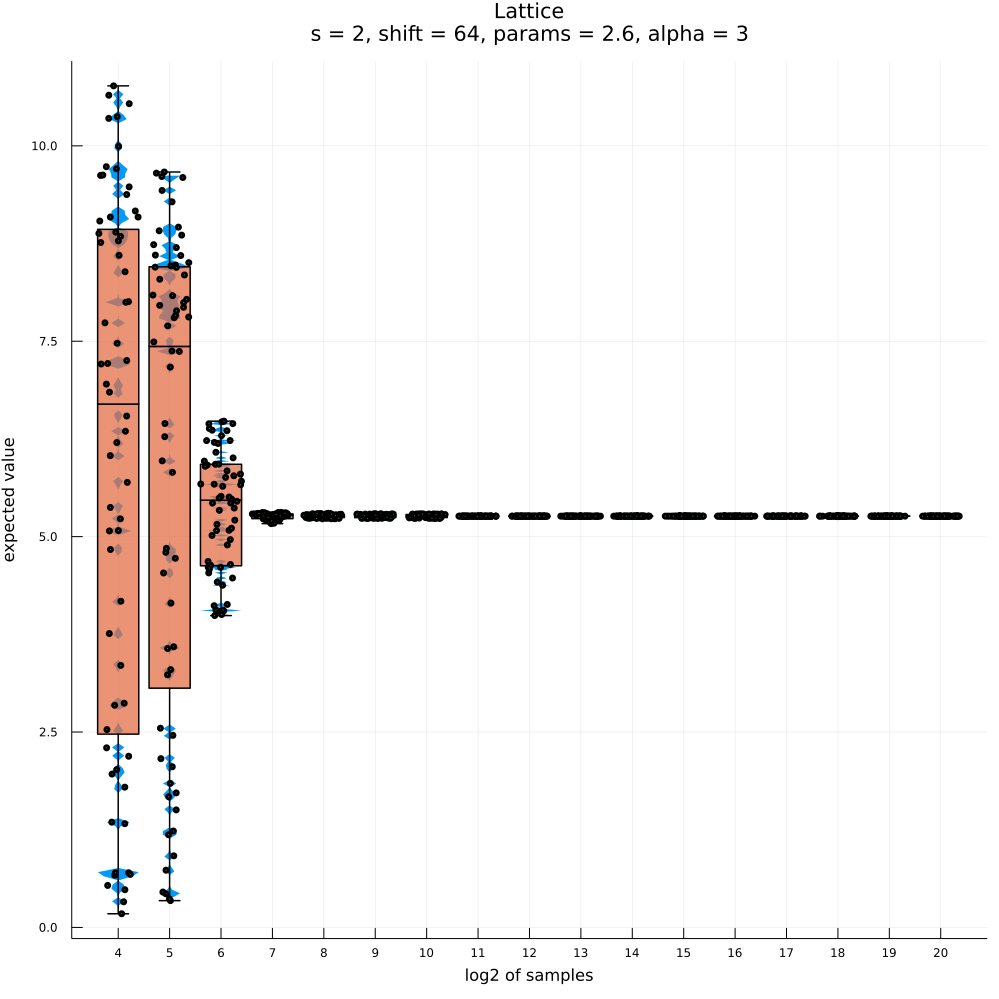 Lattice
s = 2, shift = 64, params = 2.6, alpha = 3
expected value
10.0
7.5
5.0
2.5
0.0
4 5 6 7 8 9 10 11 12 13 14 15 16 17 18 19 20
log2 of samples